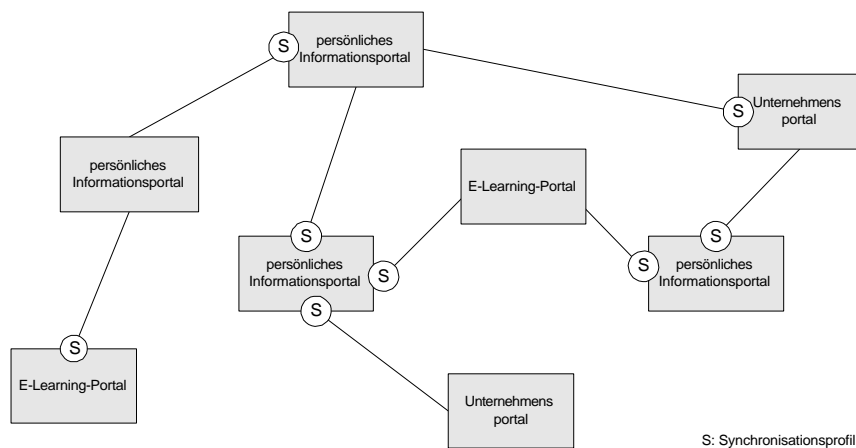 S
persönliches
Informationsportal
S
Unternehmens
portal
persönliches
Informationsportal
E-Learning-Portal
S
persönliches
Informationsportal
S
S
persönliches
Informationsportal
S
S
S
E-Learning-Portal
Unternehmens
portal
S: Synchronisationsprofil